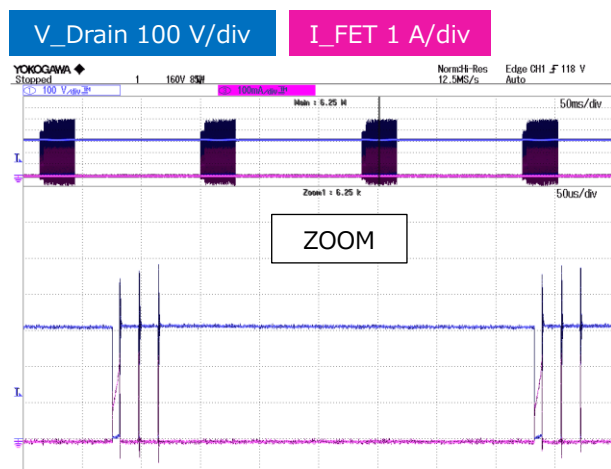 V_Drain 100 V/div
I_FET 1 A/div
YOKOGAWA ◆
Stopped
1
160V
Norm:Hi-Res
12.5MS/s
Edge CH1 118 V
Auto
100 V/div
100mA/div
Main : 6.25 M
50ms/div
Zoom1 : 6.25 k
50us/div
ZOOM